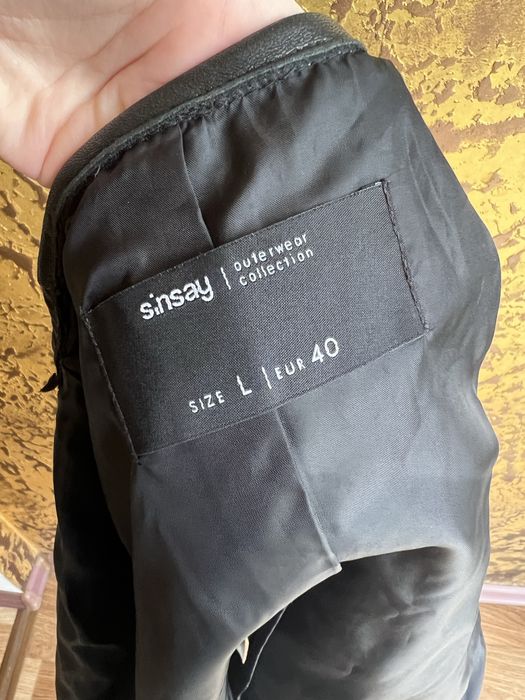 sinsay | outerwear
collection
SIZE L | EUR 40